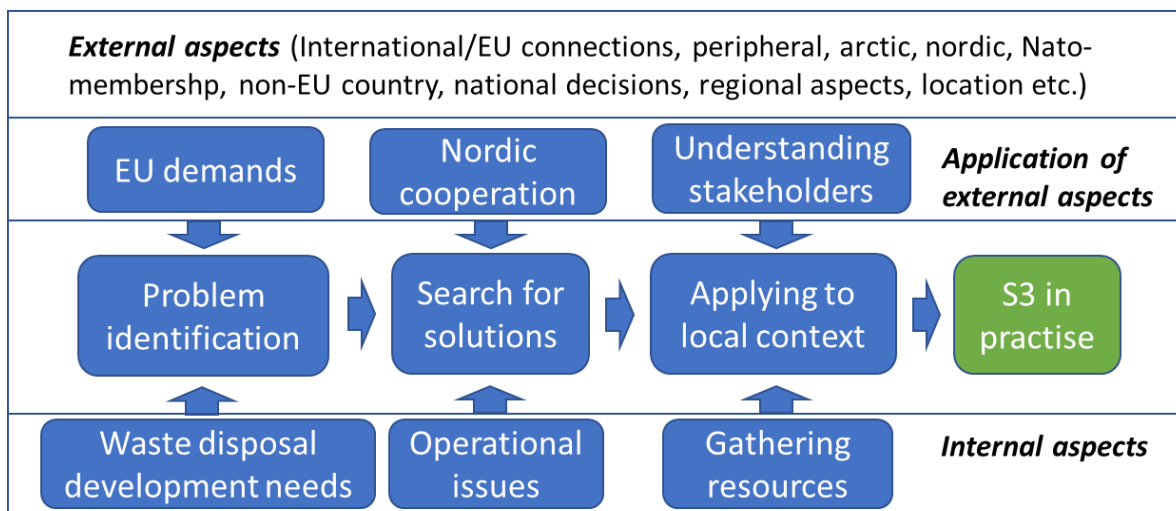 External aspects (International/EU connections, peripheral, arctic, nordic, Nato-
membershp, non-EU country, national decisions, regional aspects, location etc.)
EU demands
Nordic
cooperation
Understanding
stakeholders
Application of
external aspects
Problem
identification
Search for
solutions
Applying to
local context
S3 in
practise
Waste disposal
development needs
Operational
issues
Gathering
resources
Internal aspects